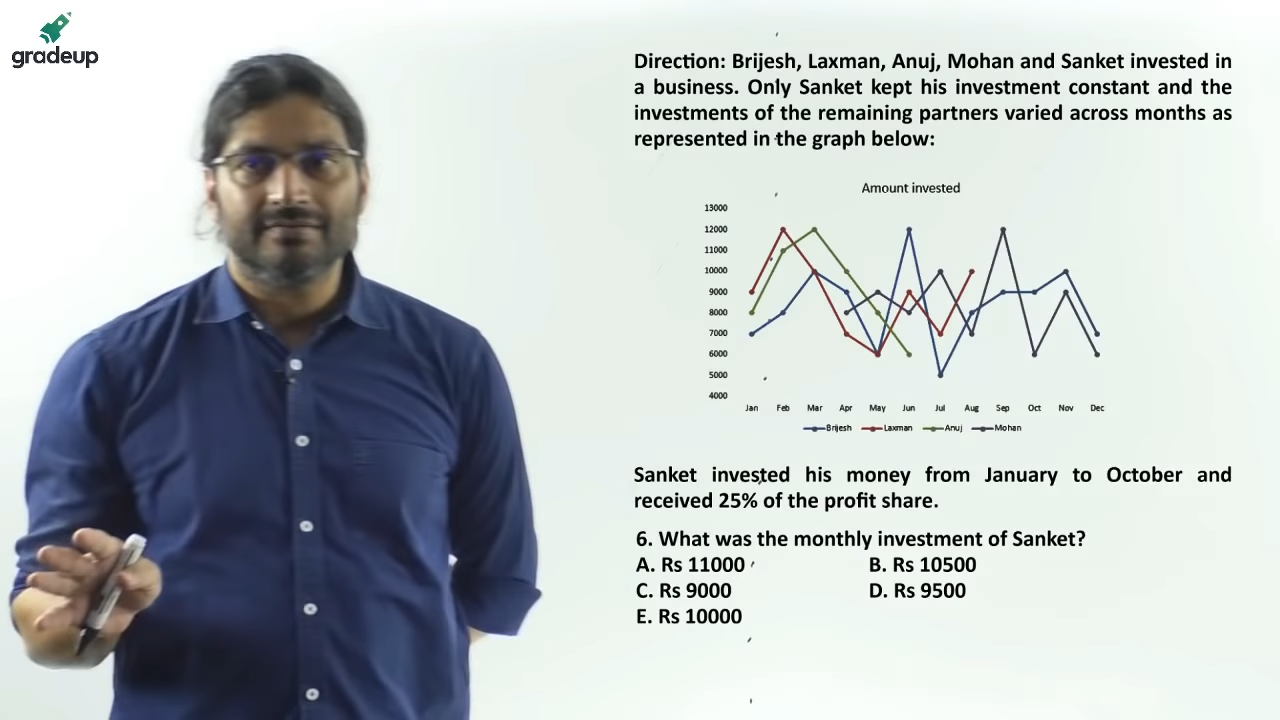 gradeup
Direction: Brijesh, Laxman, Anuj, Mohan and Sanket invested in
a business. Only Sanket kept his investment constant and the
investments of the remaining partners varied across months as
represented in the graph below:
Amount invested
13000
12000
11000
10000
9000
8000
7000
6000
5000
4000
Jan Feb Mar Apr May Jun Jul Aug Sep Oct Nov Dec
Brijesh Laxman Anuj Mohan
Sanket invested his money from January to October and
received 25% of the profit share.
6. What was the monthly investment of Sanket?
A. Rs 11000 B. Rs 10500
C. Rs 9000 D. Rs 9500
E. Rs 10000